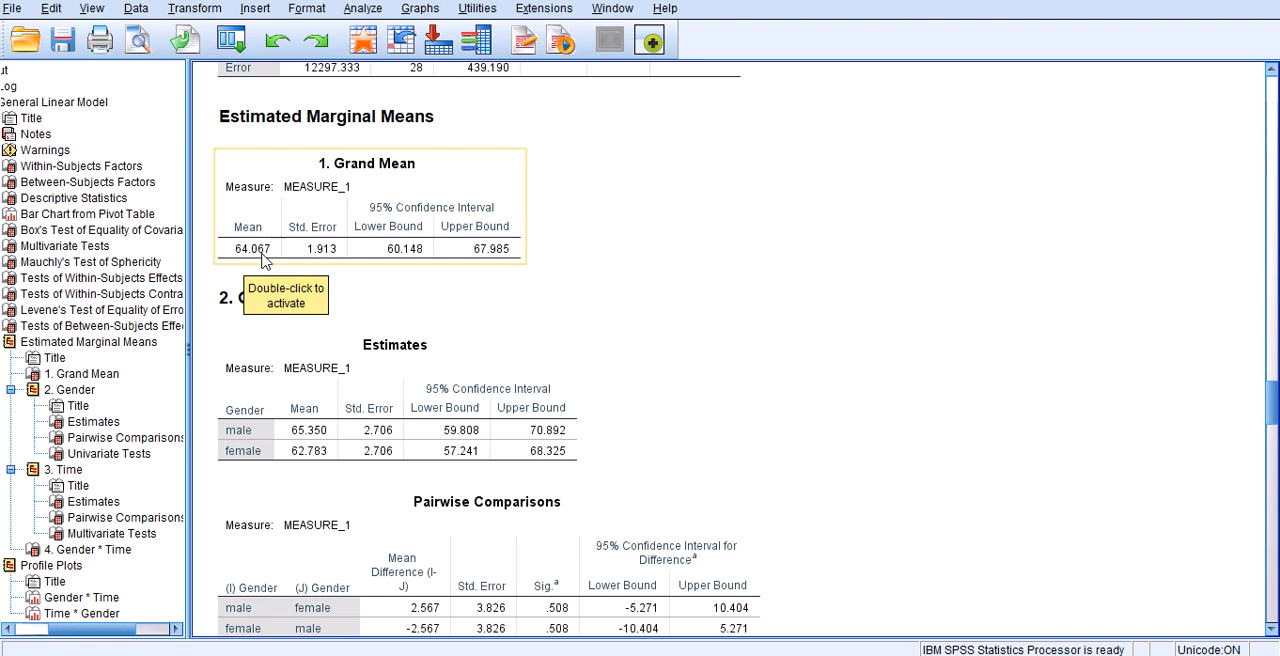 File Edit View Data Transform Insert Format Analyze Graphs Utilities Extensions Window Help
ut
Log
General Linear Model
Title
Notes
Warnings
Within-Subjects Factors
Between-Subjects Factors
Descriptive Statistics
Bar Chart from Pivot Table
Box's Test of Equality of Covaria
Multivariate Tests
Mauchly's Test of Sphericity
Tests of Within-Subjects Effects
Tests of Within-Subjects Contra
Levene's Test of Equality of Erro
Tests of Between-Subjects Effe
Estimated Marginal Means
Title
1. Grand Mean
2. Gender
Title
Estimates
Pairwise Comparisons
Univariate Tests
3. Time
Title
Estimates
Pairwise Comparisons
Multivariate Tests
4. Gender * Time
Profile Plots
Title
Gender * Time
Time * Gender
Error 12297.333 28 439.190
Estimated Marginal Means
1. Grand Mean
Measure: MEASURE_1
95% Confidence Interval
Mean Std. Error Lower Bound Upper Bound
64.067 1.913 60.148 67.985
Double-click to
activate
2.
Estimates
Measure: MEASURE_1
95% Confidence Interval
Gender Mean Std. Error Lower Bound Upper Bound
male 65.350 2.706 59.808 70.892
female 62.783 2.706 57.241 68.325
Pairwise Comparisons
Measure: MEASURE_1
95% Confidence Interval for
Difference a
Mean
Difference (I-
J)
(I) Gender (J) Gender Std. Error Sig. a Lower Bound Upper Bound
male female 2.567 3.826 .508 -5.271 10.404
female male -2.567 3.826 .508 -10.404 5.271
IBM SPSS Statistics Processor is ready Unicode:ON